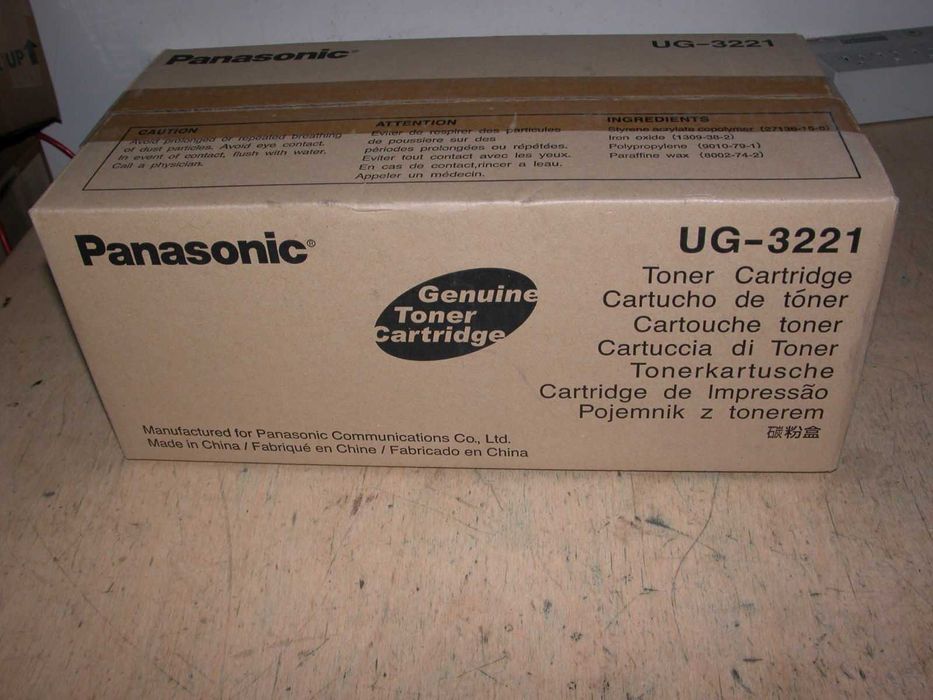 UP
Panasonic
UG-3221
CAUTION
Avoid prolonged or repeated breathing
of dust particles. Avoid eye contact.
In event of contact, flush with water.
Call a physician.
ATTENTION
Eviter de respirer des particules
de poussiere sur des
périodes prolongées ou répétées.
Eviter tout contact avec les yeux.
En cas de contact,rincer a leau.
Appeler un médecin.
INGREDIENTS
Styrene acrylate copolymer (27136-15-8)
Iron oxide (1309-38-2)
Polypropylene (9010-79-1)
Paraffine wax (8002-74-2)
Panasonic®
Genuine
Toner
Cartridge
UG-3221
Toner Cartridge
Cartucho de tóner
Cartouche toner
Cartuccia di Toner
Tonerkartusche
Cartridge de Impressão
Pojemnik z tonerem
碳粉盒
Manufactured for Panasonic Communications Co., Ltd.
Made in China / Fabriqué en Chine / Fabricado en China